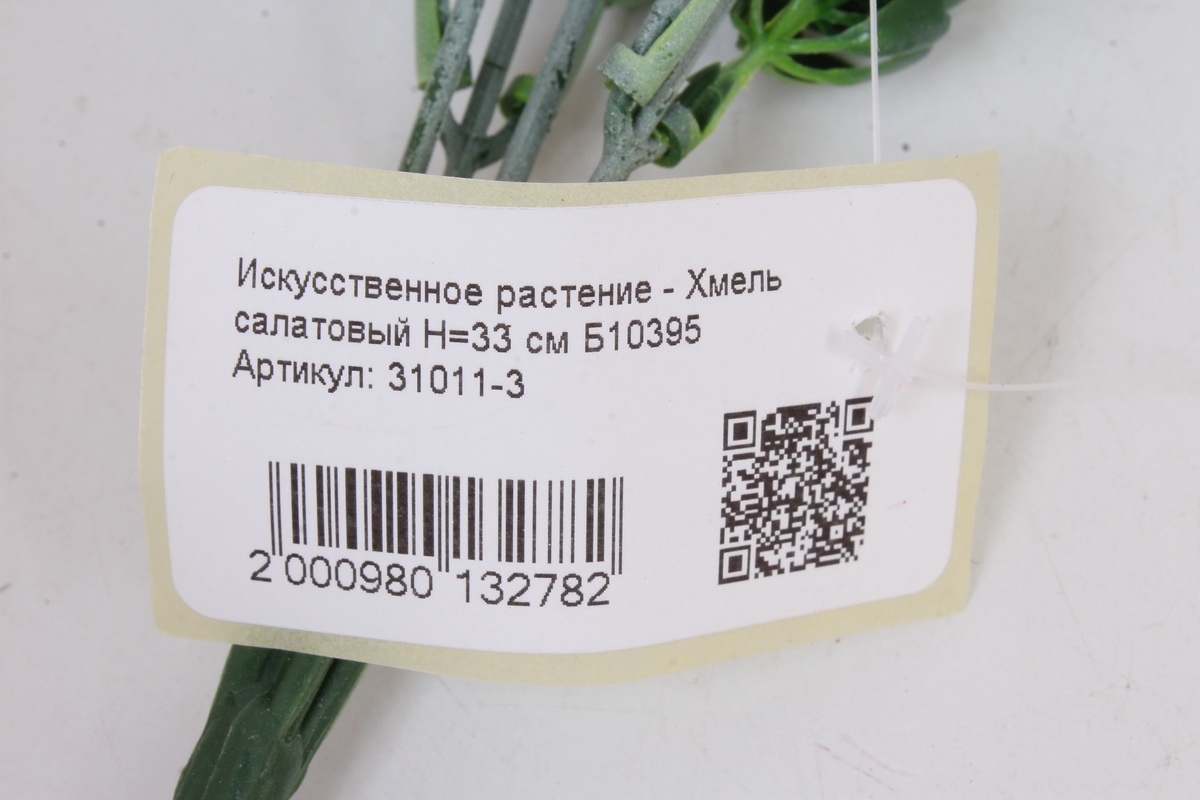 Искусственное растение - Хмель
салатовый Н=33 см Б10395
Артикул: 31011-3
2 000980 132782